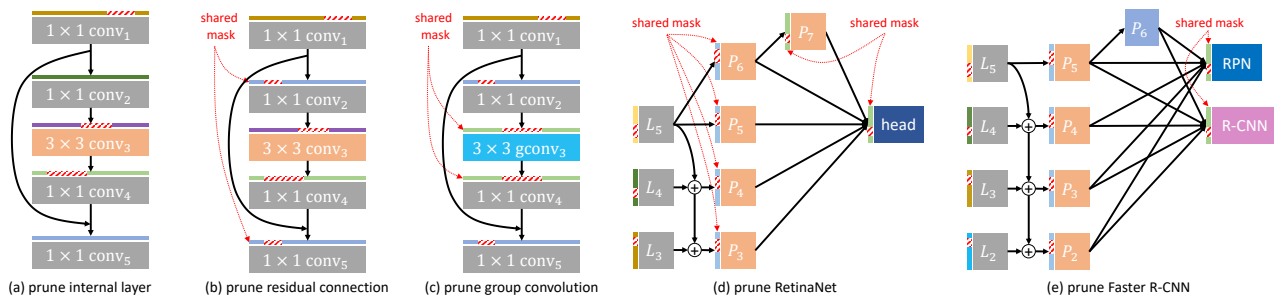 1 × 1 conv₁
1 × 1 conv₂
3 × 3 conv₃
1 × 1 conv₄
1 × 1 conv₅
(a) prune internal layer
shared
mask
1 × 1 conv₁
1 × 1 conv₂
3 × 3 conv₃
1 × 1 conv₄
1 × 1 conv₅
(b) prune residual connection
shared
mask
1 × 1 conv₁
1 × 1 conv₂
3 × 3 gconv₃
1 × 1 conv₄
1 × 1 conv₅
(c) prune group convolution
shared mask
P₇
P₆
shared mask
L₅
P₅
head
L₄
P₄
L₃
P₃
(d) prune RetinaNet
P₆
shared mask
L₅
P₅
RPN
L₄
P₄
R-CNN
L₃
P₃
L₂
P₂
(e) prune Faster R-CNN